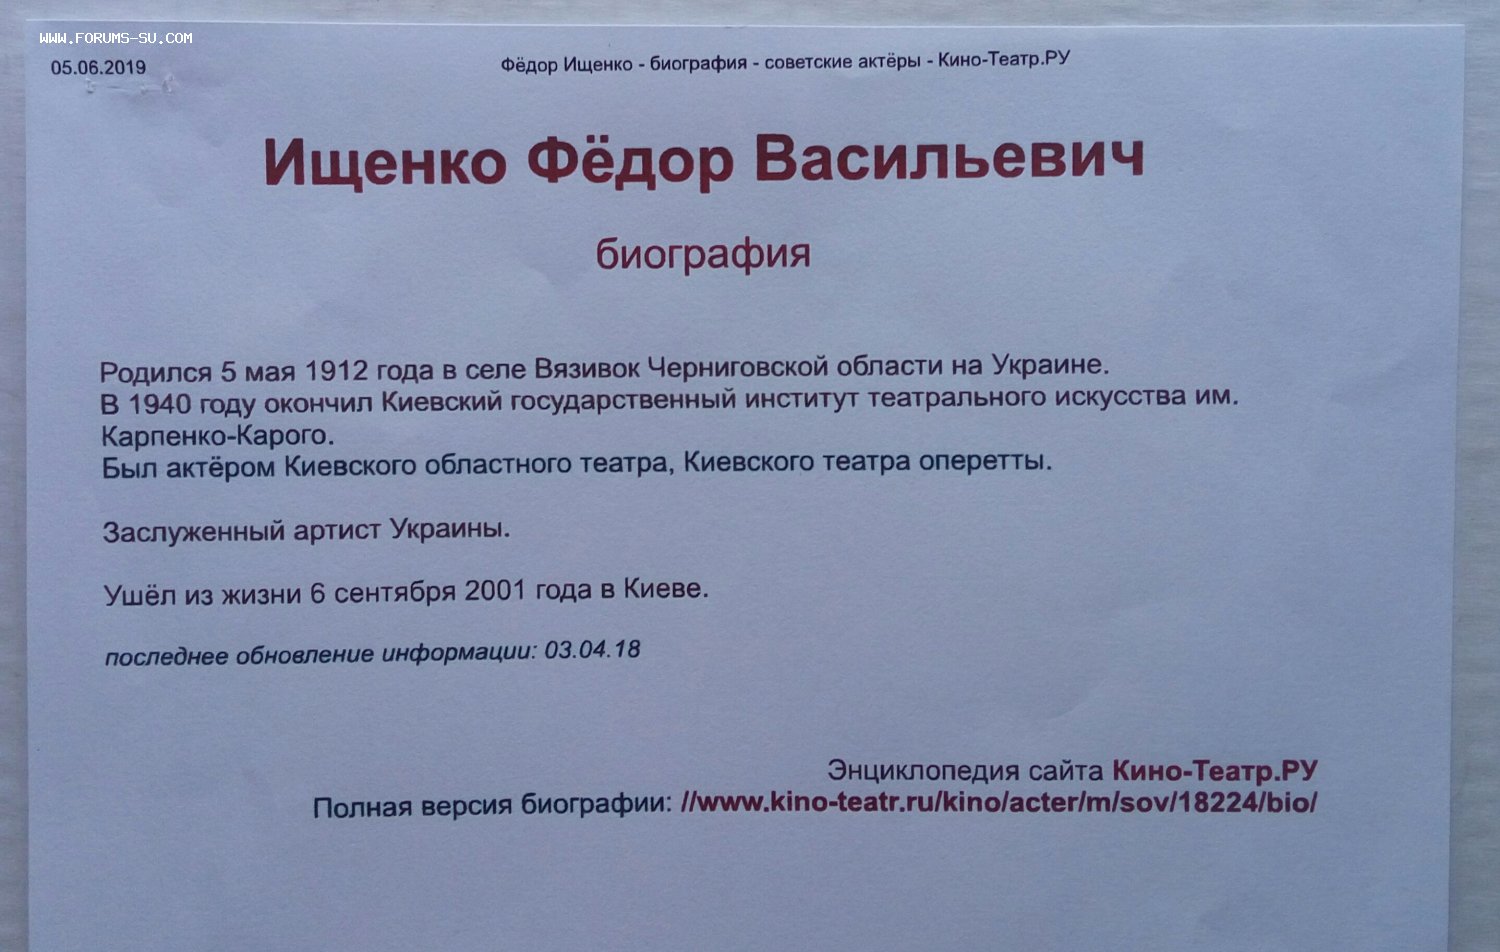 WWW.FORUMS-SU.COM
05.06.2019
Фёдор Ищенко - биография - советские актёры - Кино-Театр.РУ
Ищенко Фёдор Васильевич
биография
Родился 5 мая 1912 года в селе Вязивок Черниговской области на Украине.
В 1940 году окончил Киевский государственный институт театрального искусства им.
Карпенко-Карого.
Был актёром Киевского областного театра, Киевского театра оперетты.
Заслуженный артист Украины.
Ушёл из жизни 6 сентября 2001 года в Киеве.
последнее обновление информации: 03.04.18
Энциклопедия сайта Кино-Театр.РУ
Полная версия биографии: //www.kino-teatr.ru/kino/acter/m/sov/18224/bio/